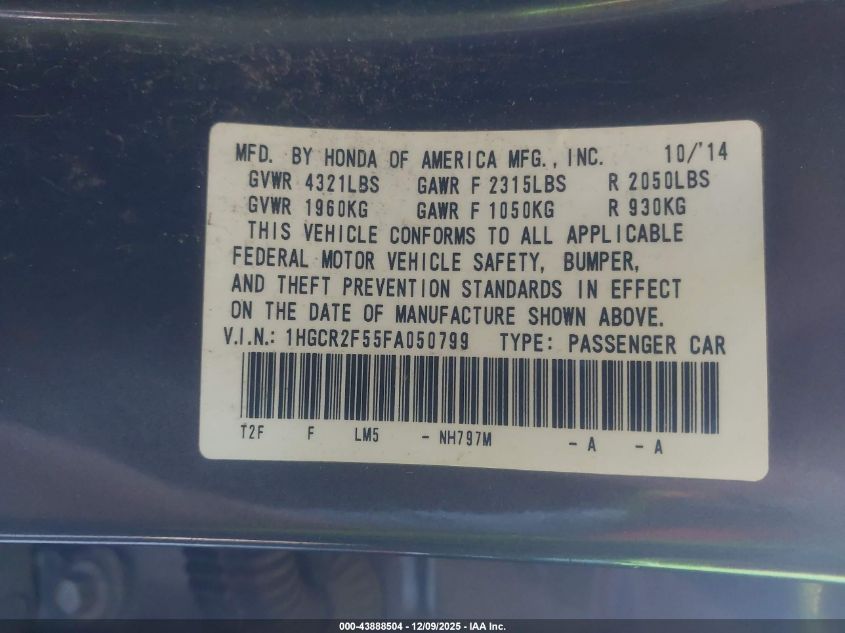 MFD. BY HONDA OF AMERICA MFG., INC. 10/'14
GVWR 4321LBS GAWR F 2315LBS R 2050LBS
GVWR 1960KG GAWR F 1050KG R 930KG
THIS VEHICLE CONFORMS TO ALL APPLICABLE
FEDERAL MOTOR VEHICLE SAFETY, BUMPER,
AND THEFT PREVENTION STANDARDS IN EFFECT
ON THE DATE OF MANUFACTURE SHOWN ABOVE.
V.I.N.: 1HGCR2F55FA050799 TYPE: PASSENGER CAR
T2F F LM5 - NH797M - A - A
000-43888504 - 12/09/2025 - IAA Inc.